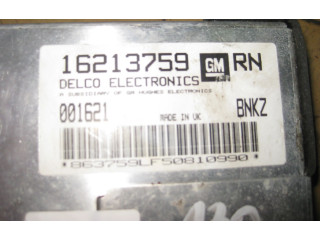 16213759 GM RN
DELCO ELECTRONICS
A SUBSIDIARY OF GM HUGHES ELECTRONICS
001621 MADE IN UK BNKZ
*863759LF50810990*